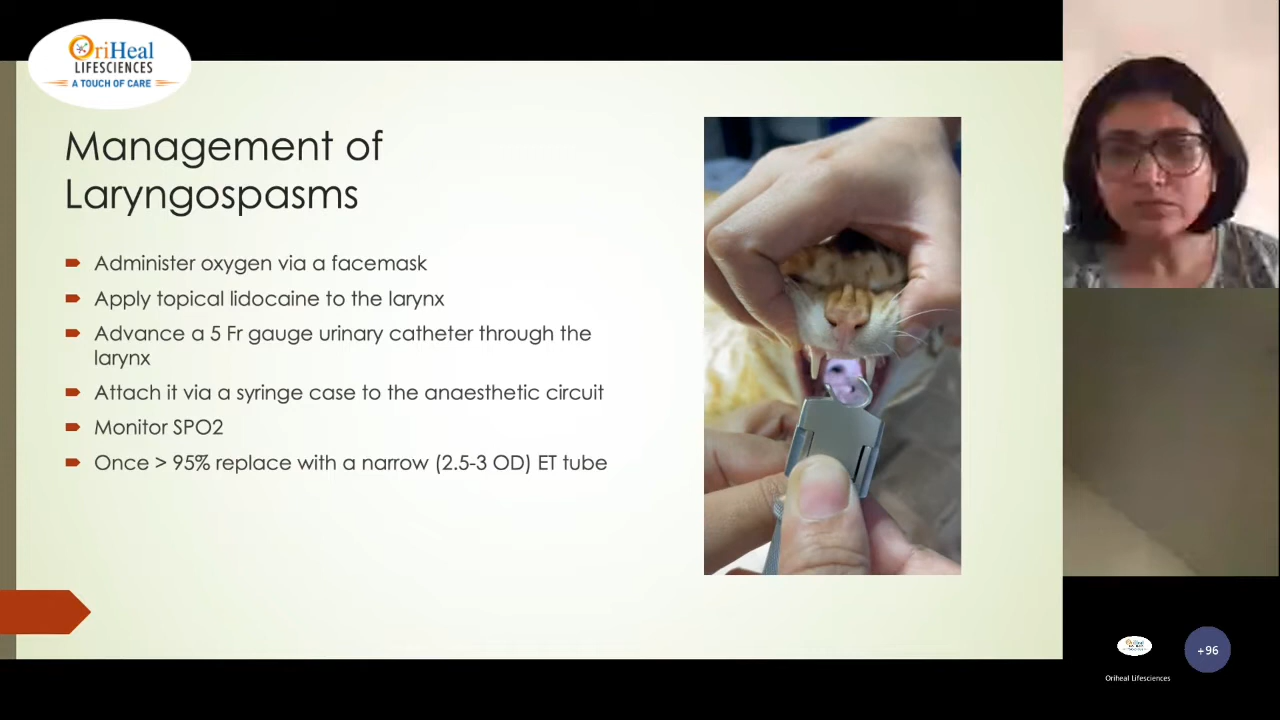 OriHeal
LIFESCIENCES
A TOUCH OF CARE
Management of
Laryngospasms
Administer oxygen via a facemask
Apply topical lidocaine to the larynx
Advance a 5 Fr gauge urinary catheter through the
larynx
Attach it via a syringe case to the anaesthetic circuit
Monitor SPO2
Once > 95% replace with a narrow (2.5-3 OD) ET tube
+96
Oriheal Lifesciences